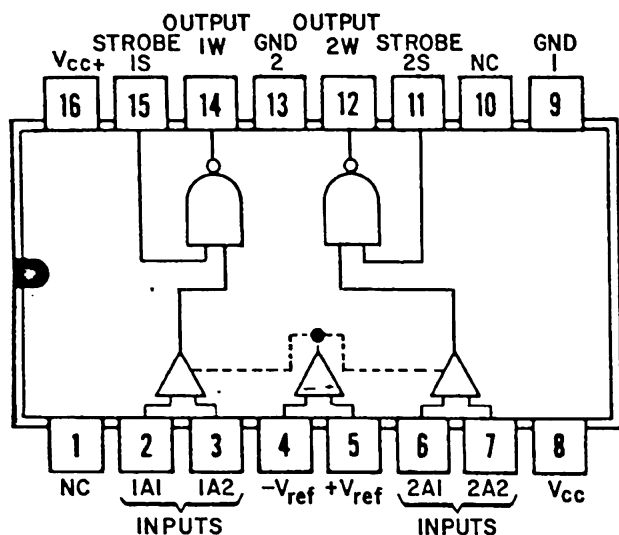 OUTPUT OUTPUT
STROBE 1W GND 2W STROBE GND
Vcc+ 1S 2 2S NC 1
16 15 14 13 12 11 10 9
1 2 3 4 5 6 7 8
NC 1A1 1A2 −Vref +Vref 2A1 2A2 Vcc
INPUTS INPUTS